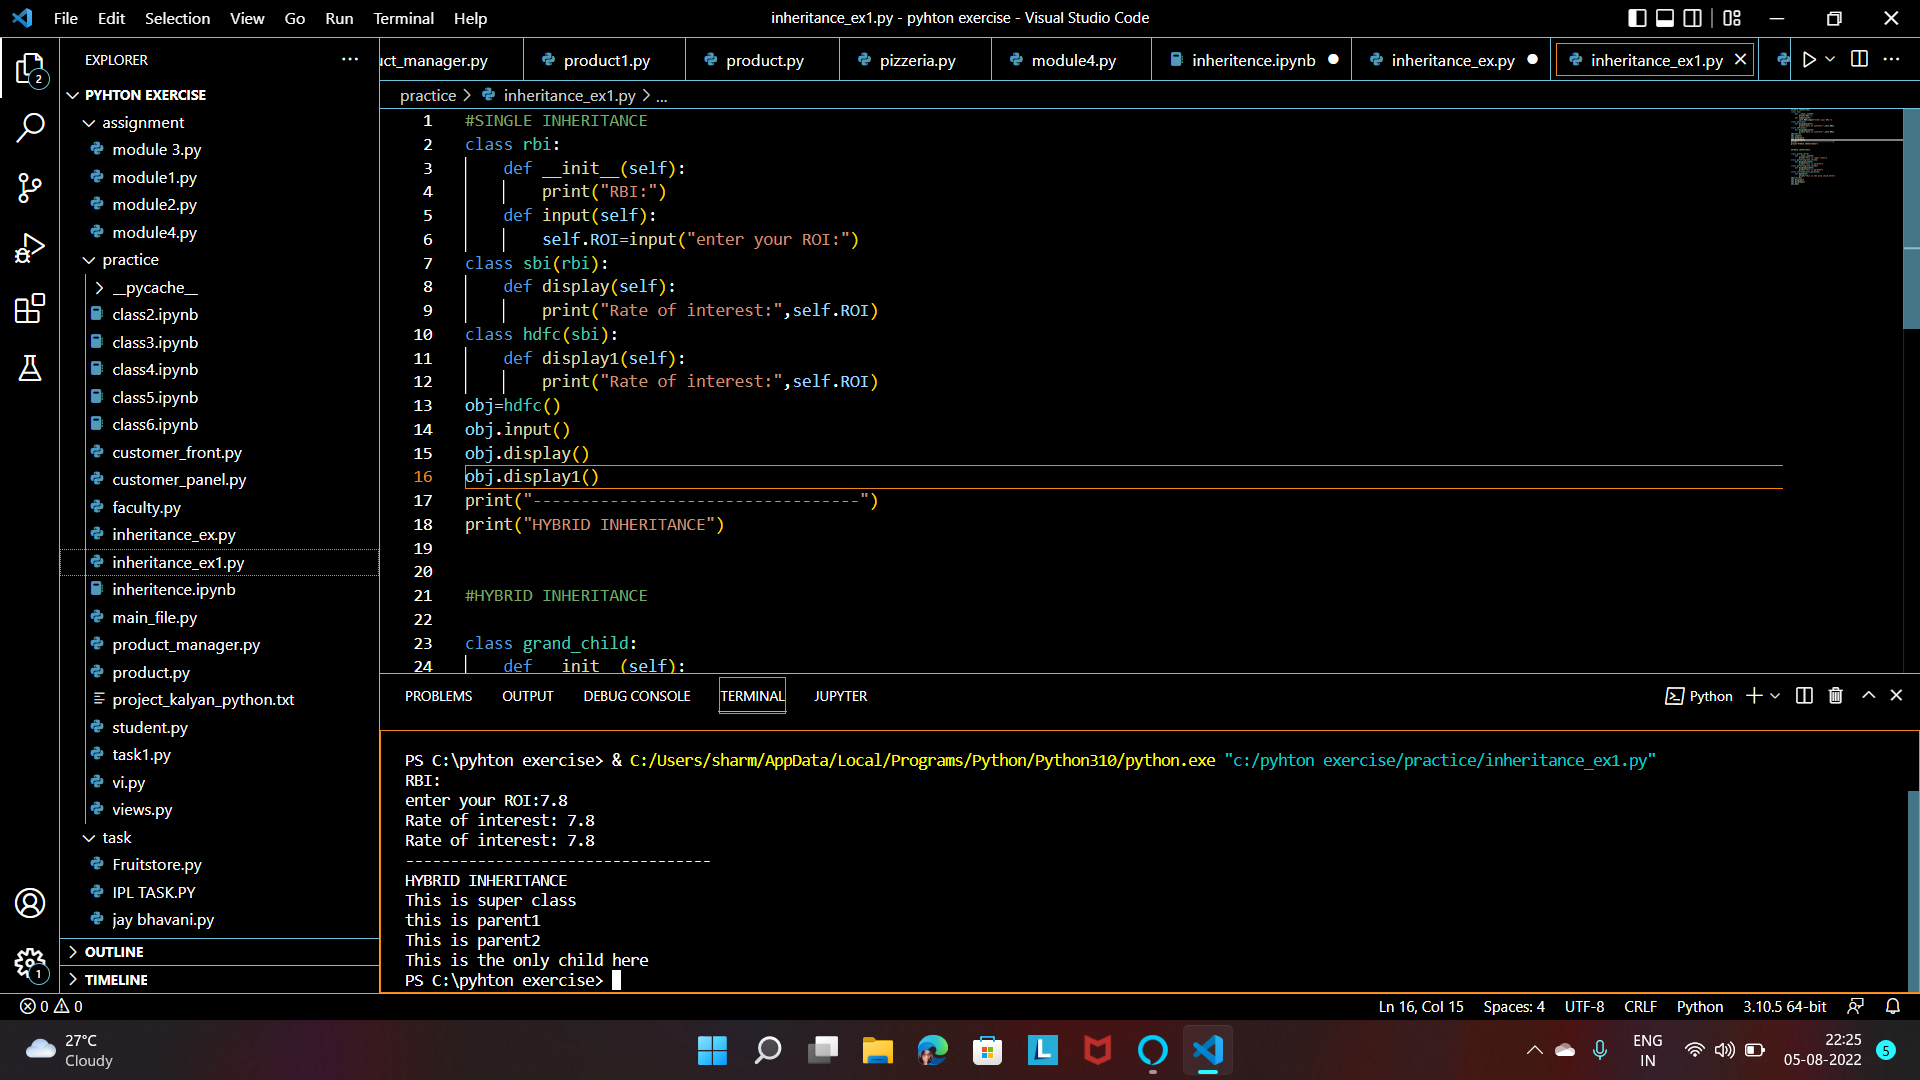 File Edit Selection View Go Run Terminal Help
inheritance_ex1.py - pyhton exercise - Visual Studio Code
EXPLORER
PYHTON EXERCISE
assignment
module 3.py
module1.py
module2.py
module4.py
practice
__pycache__
class2.ipynb
class3.ipynb
class4.ipynb
class5.ipynb
class6.ipynb
customer_front.py
customer_panel.py
faculty.py
inheritance_ex.py
inheritance_ex1.py
inheritence.ipynb
main_file.py
product_manager.py
product.py
project_kalyan_python.txt
student.py
task1.py
vi.py
views.py
task
Fruitstore.py
IPL TASK.PY
jay bhavani.py
OUTLINE
TIMELINE
2
1
uct_manager.py product1.py product.py pizzeria.py module4.py inheritence.ipynb inheritance_ex.py inheritance_ex1.py
practice > inheritance_ex1.py > ...
1 #SINGLE INHERITANCE
2 class rbi:
3 def __init__(self):
4 print("RBI:")
5 def input(self):
6 self.ROI=input("enter your ROI:")
7 class sbi(rbi):
8 def display(self):
9 print("Rate of interest:",self.ROI)
10 class hdfc(sbi):
11 def display1(self):
12 print("Rate of interest:",self.ROI)
13 obj=hdfc()
14 obj.input()
15 obj.display()
16 obj.display1()
17 print("----------------------------------")
18 print("HYBRID INHERITANCE")
19
20
21 #HYBRID INHERITANCE
22
23 class grand_child:
24 def __init__(self):
PROBLEMS OUTPUT DEBUG CONSOLE TERMINAL JUPYTER
Python
PS C:\pyhton exercise> & C:/Users/sharm/AppData/Local/Programs/Python/Python310/python.exe "c:/pyhton exercise/practice/inheritance_ex1.py"
RBI:
enter your ROI:7.8
Rate of interest: 7.8
Rate of interest: 7.8
----------------------------------
HYBRID INHERITANCE
This is super class
this is parent1
This is parent2
This is the only child here
PS C:\pyhton exercise>
0 0
Ln 16, Col 15 Spaces: 4 UTF-8 CRLF Python 3.10.5 64-bit
27°C
Cloudy
L
ENG
IN
22:25
05-08-2022
5